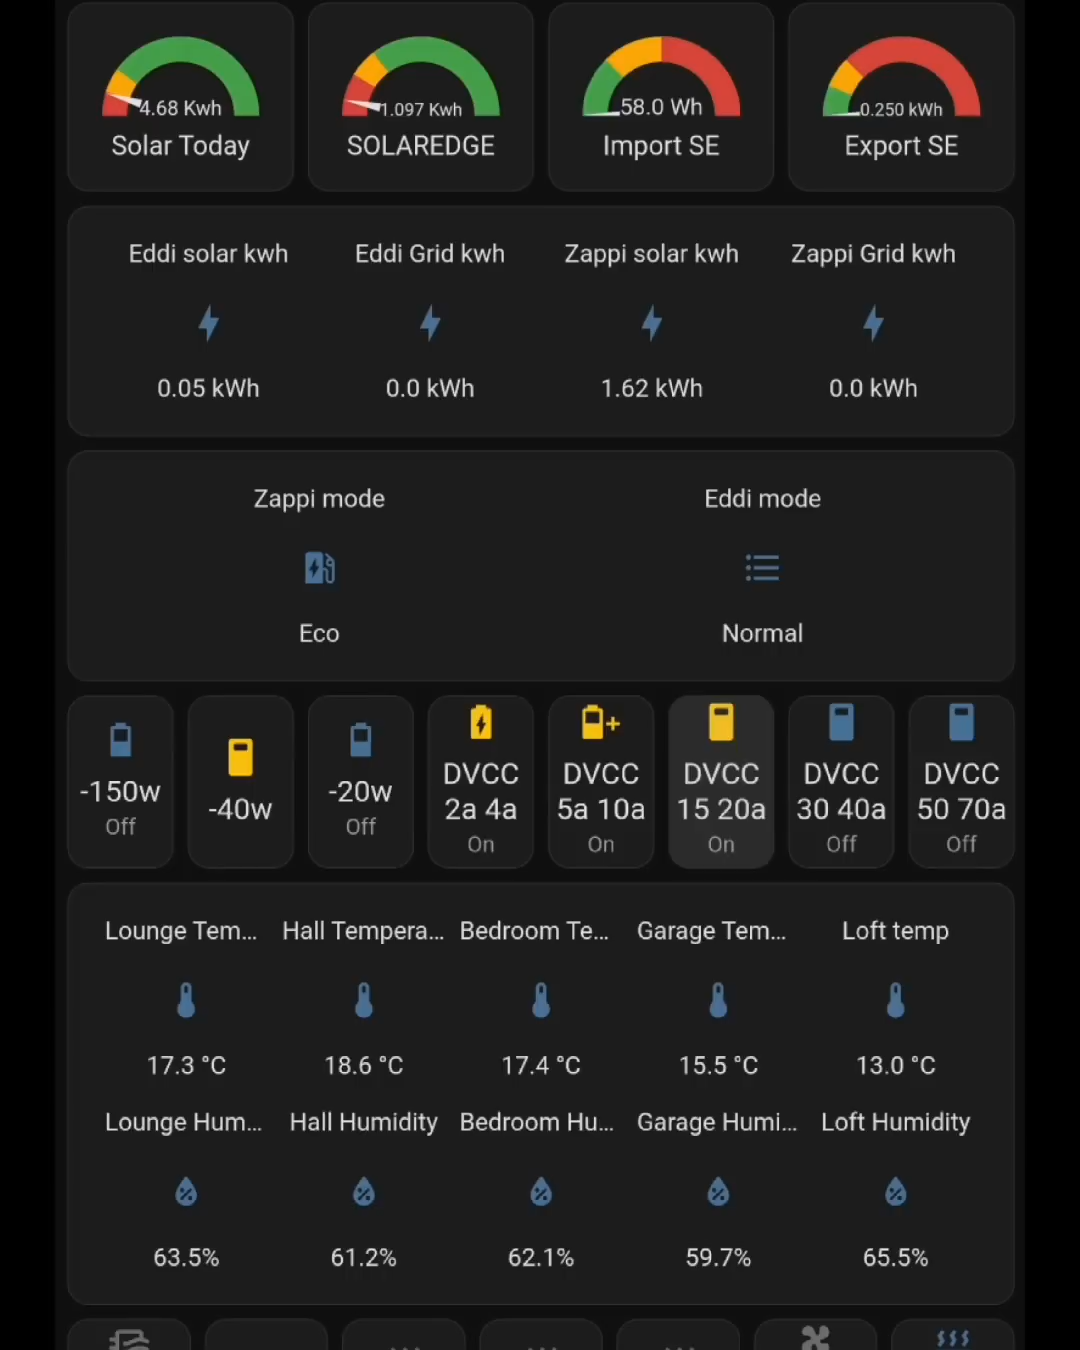 4.68 Kwh
Solar Today
1.097 Kwh
SOLAREDGE
58.0 Wh
Import SE
0.250 kWh
Export SE
Eddi solar kwh
Eddi Grid kwh
Zappi solar kwh
Zappi Grid kwh
0.05 kWh
0.0 kWh
1.62 kWh
0.0 kWh
Zappi mode
Eddi mode
Eco
Normal
-150w
Off
-40w
-20w
Off
DVCC
2a 4a
On
DVCC
5a 10a
On
DVCC
15 20a
On
DVCC
30 40a
Off
DVCC
50 70a
Off
Lounge Tem...
Hall Tempera...
Bedroom Te...
Garage Tem...
Loft temp
17.3 °C
18.6 °C
17.4 °C
15.5 °C
13.0 °C
Lounge Hum...
Hall Humidity
Bedroom Hu...
Garage Humi...
Loft Humidity
63.5%
61.2%
62.1%
59.7%
65.5%